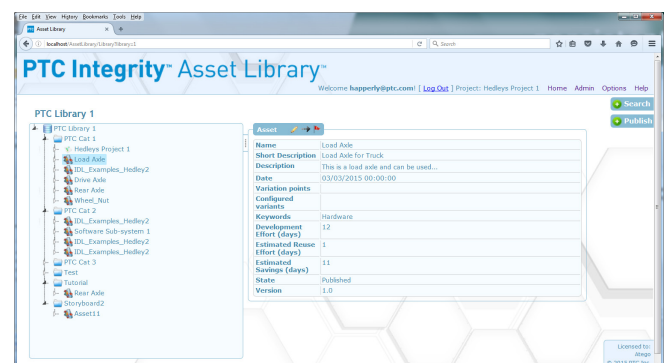 File Edit View History Bookmarks Tools Help
Asset Library
localhost/AssetLibrary/Library?library=1
Search
PTC Integrity™ Asset Library™
Welcome happerly@ptc.com! [ Log Out ] Project: Hedleys Project 1 Home Admin Options Help
Search
Publish
PTC Library 1
PTC Library 1
PTC Cat 1
Hedleys Project 1
Load Axle
IDL_Examples_Hedley2
Drive Axle
Rear Axle
Wheel_Nut
PTC Cat 2
IDL_Examples_Hedley2
Software Sub-system 1
IDL_Examples_Hedley2
IDL_Examples_Hedley2
PTC Cat 3
Test
Tutorial
Rear Axle
Storyboard2
Asset11
Asset
Name Load Axle
Short Description Load Axle for Truck
Description This is a load axle and can be used...
Date 03/03/2015 00:00:00
Variation points
Configured
variants
Keywords Hardware
Development 12
Effort (days)
Estimated Reuse 1
Effort (days)
Estimated 11
Savings (days)
State Published
Version 1.0
Licensed to:
Atego